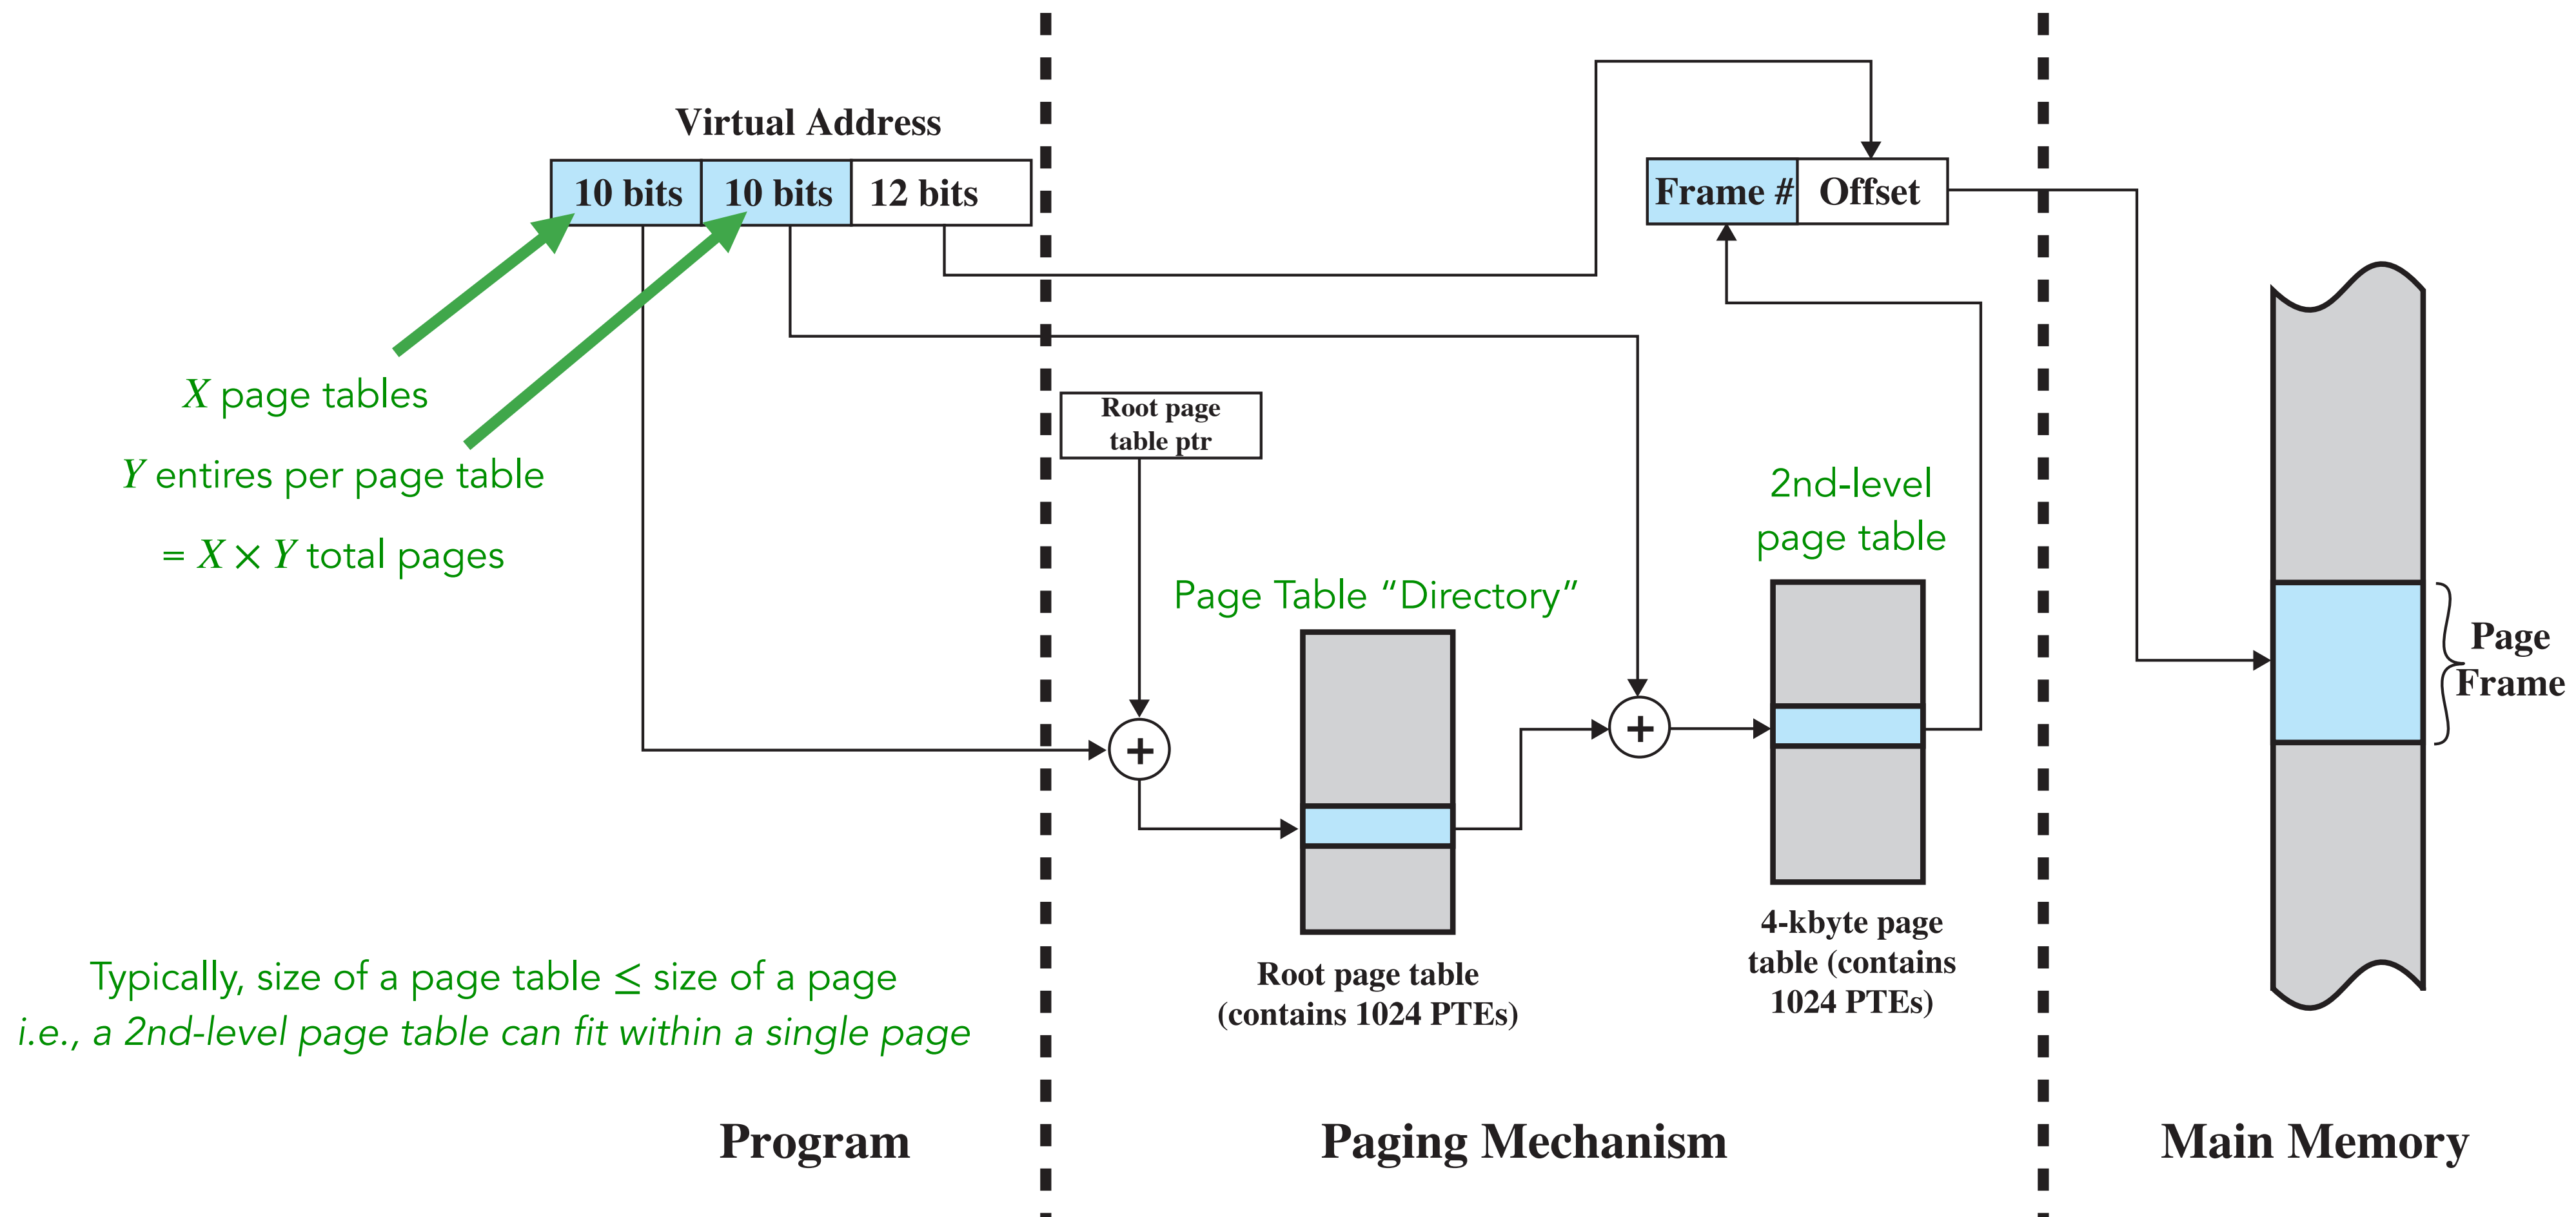 Virtual Address
10 bits
10 bits
12 bits
Frame #
Offset
X page tables
Y entires per page table
= X × Y total pages
Root page
table ptr
2nd-level
page table
Page Table “Directory”
+
+
Page
Frame
Root page table
(contains 1024 PTEs)
4-kbyte page
table (contains
1024 PTEs)
Typically, size of a page table ≤ size of a page
i.e., a 2nd-level page table can fit within a single page
Program
Paging Mechanism
Main Memory